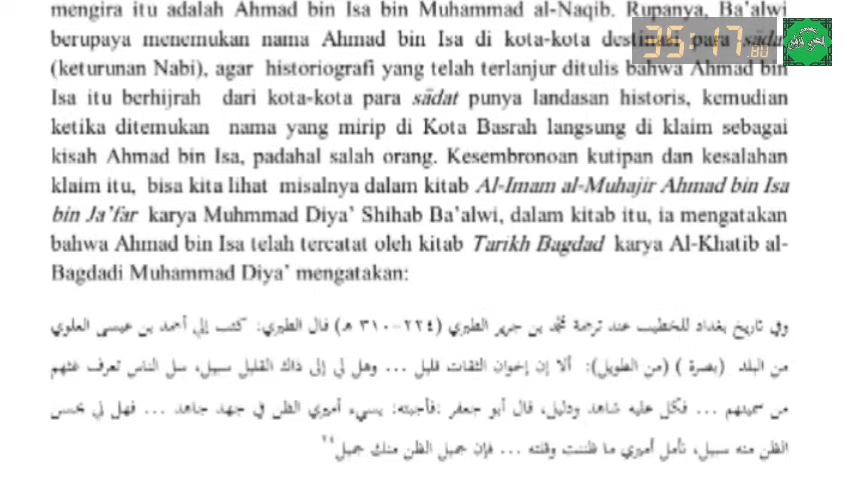 mengira itu adalah Ahmad bin Isa bin Muhammad al-Naqib. Rupanya, Ba'alwi
berupaya menemukan nama Ahmad bin Isa di kota-kota destinasi para sādat
(keturunan Nabi), agar historiografi yang telah terlanjur ditulis bahwa Ahmad bin
Isa itu berhijrah dari kota-kota para sādat punya landasan historis, kemudian
ketika ditemukan nama yang mirip di Kota Basrah langsung di klaim sebagai
kisah Ahmad bin Isa, padahal salah orang. Kesembronoan kutipan dan kesalahan
klaim itu, bisa kita lihat misalnya dalam kitab Al-Imam al-Muhajir Ahmad bin Isa
bin Ja'far karya Muhmmad Diya' Shihab Ba'alwi, dalam kitab itu, ia mengatakan
bahwa Ahmad bin Isa telah tercatat oleh kitab Tarikh Bagdad karya Al-Khatib al-
Bagdadi Muhammad Diya' mengatakan:
وفي تاريخ بغداد للخطيب عند ترجمة محمد بن جرير الطبري (٢٢٤-٣١٠ هـ) قال الطبري: كتب إلي أحمد بن عيسى العلوي
من البلد (بصرة ) (من الطويل): ألا إن إخوان الثقات قليل ... وهل لي إلى ذاك القليل سبيل، سل الناس تعرف غثهم
من سمينهم ... فكل عليه شاهد ودليل، قال أبو جعفر :فأجبته: يسيء أميري الظن في جهد جاهد ... فهل لي بحسن
الظن منه سبيل، تأمل أميري ما ظننت وقلته ... فإن جميل الظن منك جميل
35:17.80